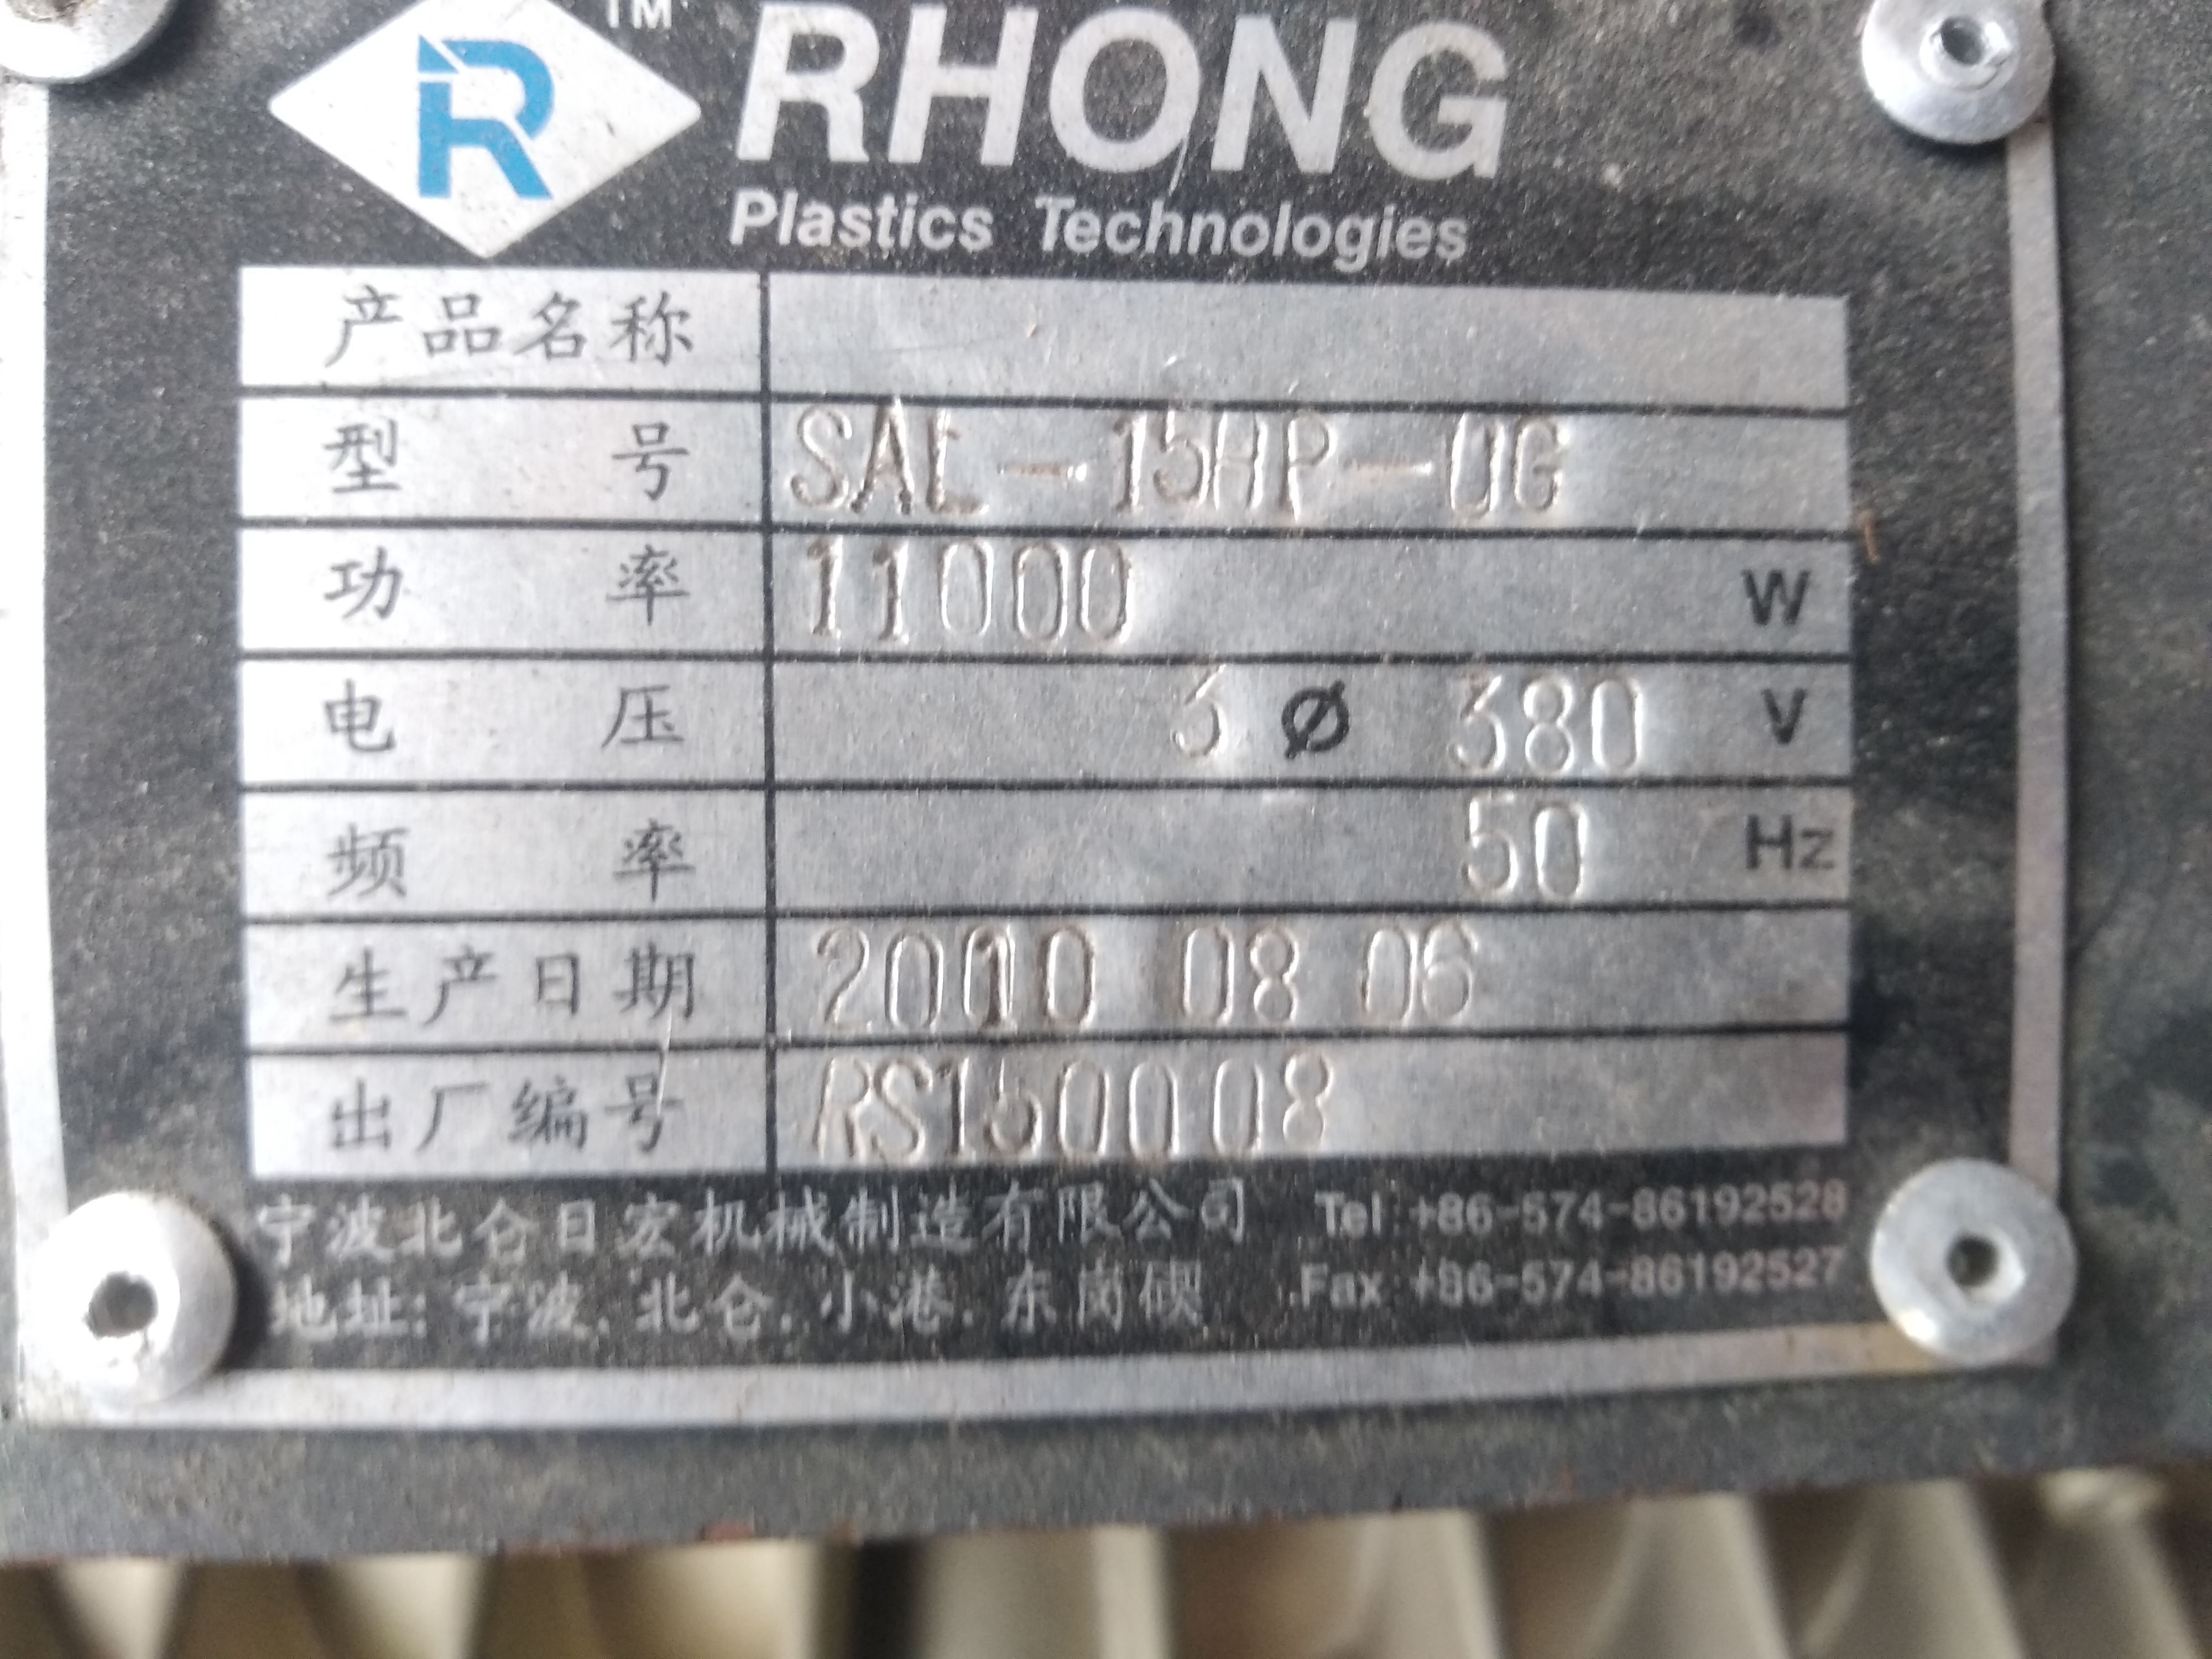 R TM RHONG
Plastics Technologies
产品名称
型号 SAL-15HP-UG
功率 11000 W
电压 3 Ø 380 V
频率 50 Hz
生产日期 2010 08 06
出厂编号 RS150008
宁波北仑日宏机械制造有限公司 Tel:+86-574-86192528
地址:宁波.北仑.小港.东岗碶 Fax:+86-574-86192527